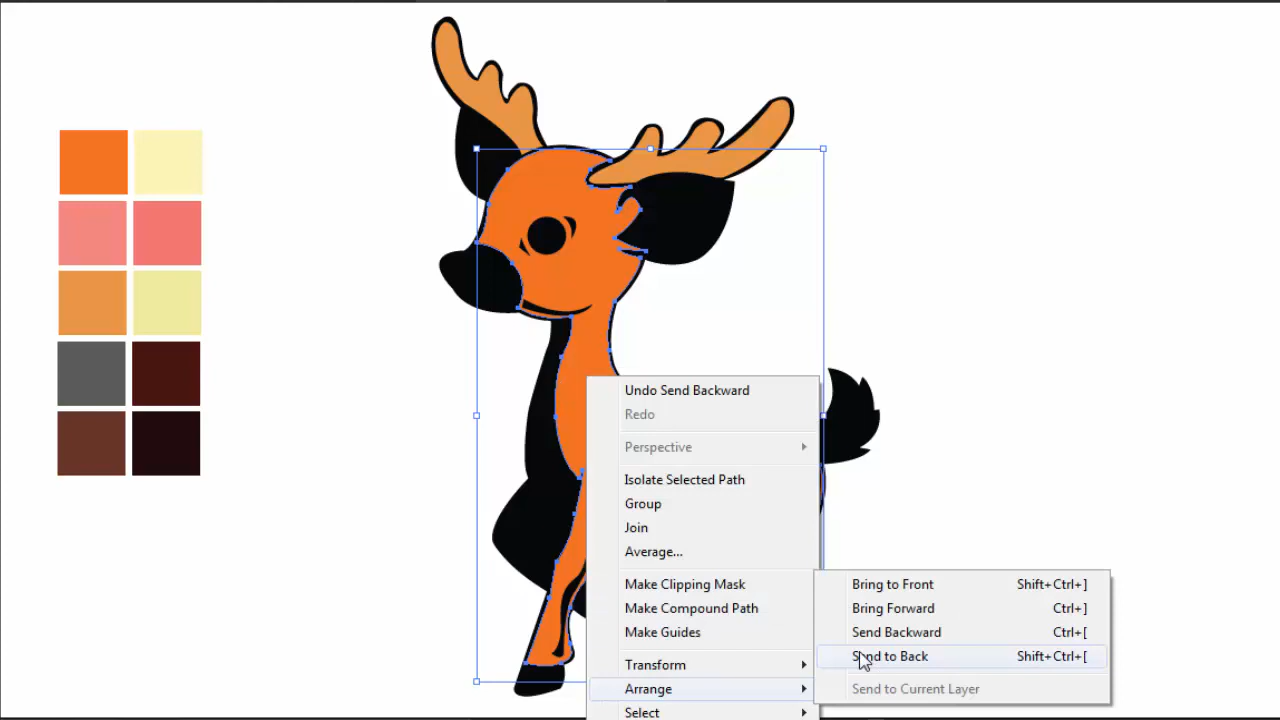 Undo Send Backward
Redo
Perspective
Isolate Selected Path
Group
Join
Average...
Make Clipping Mask
Make Compound Path
Make Guides
Transform
Arrange
Select
Bring to Front Shift+Ctrl+]
Bring Forward Ctrl+]
Send Backward Ctrl+[
Send to Back Shift+Ctrl+[
Send to Current Layer